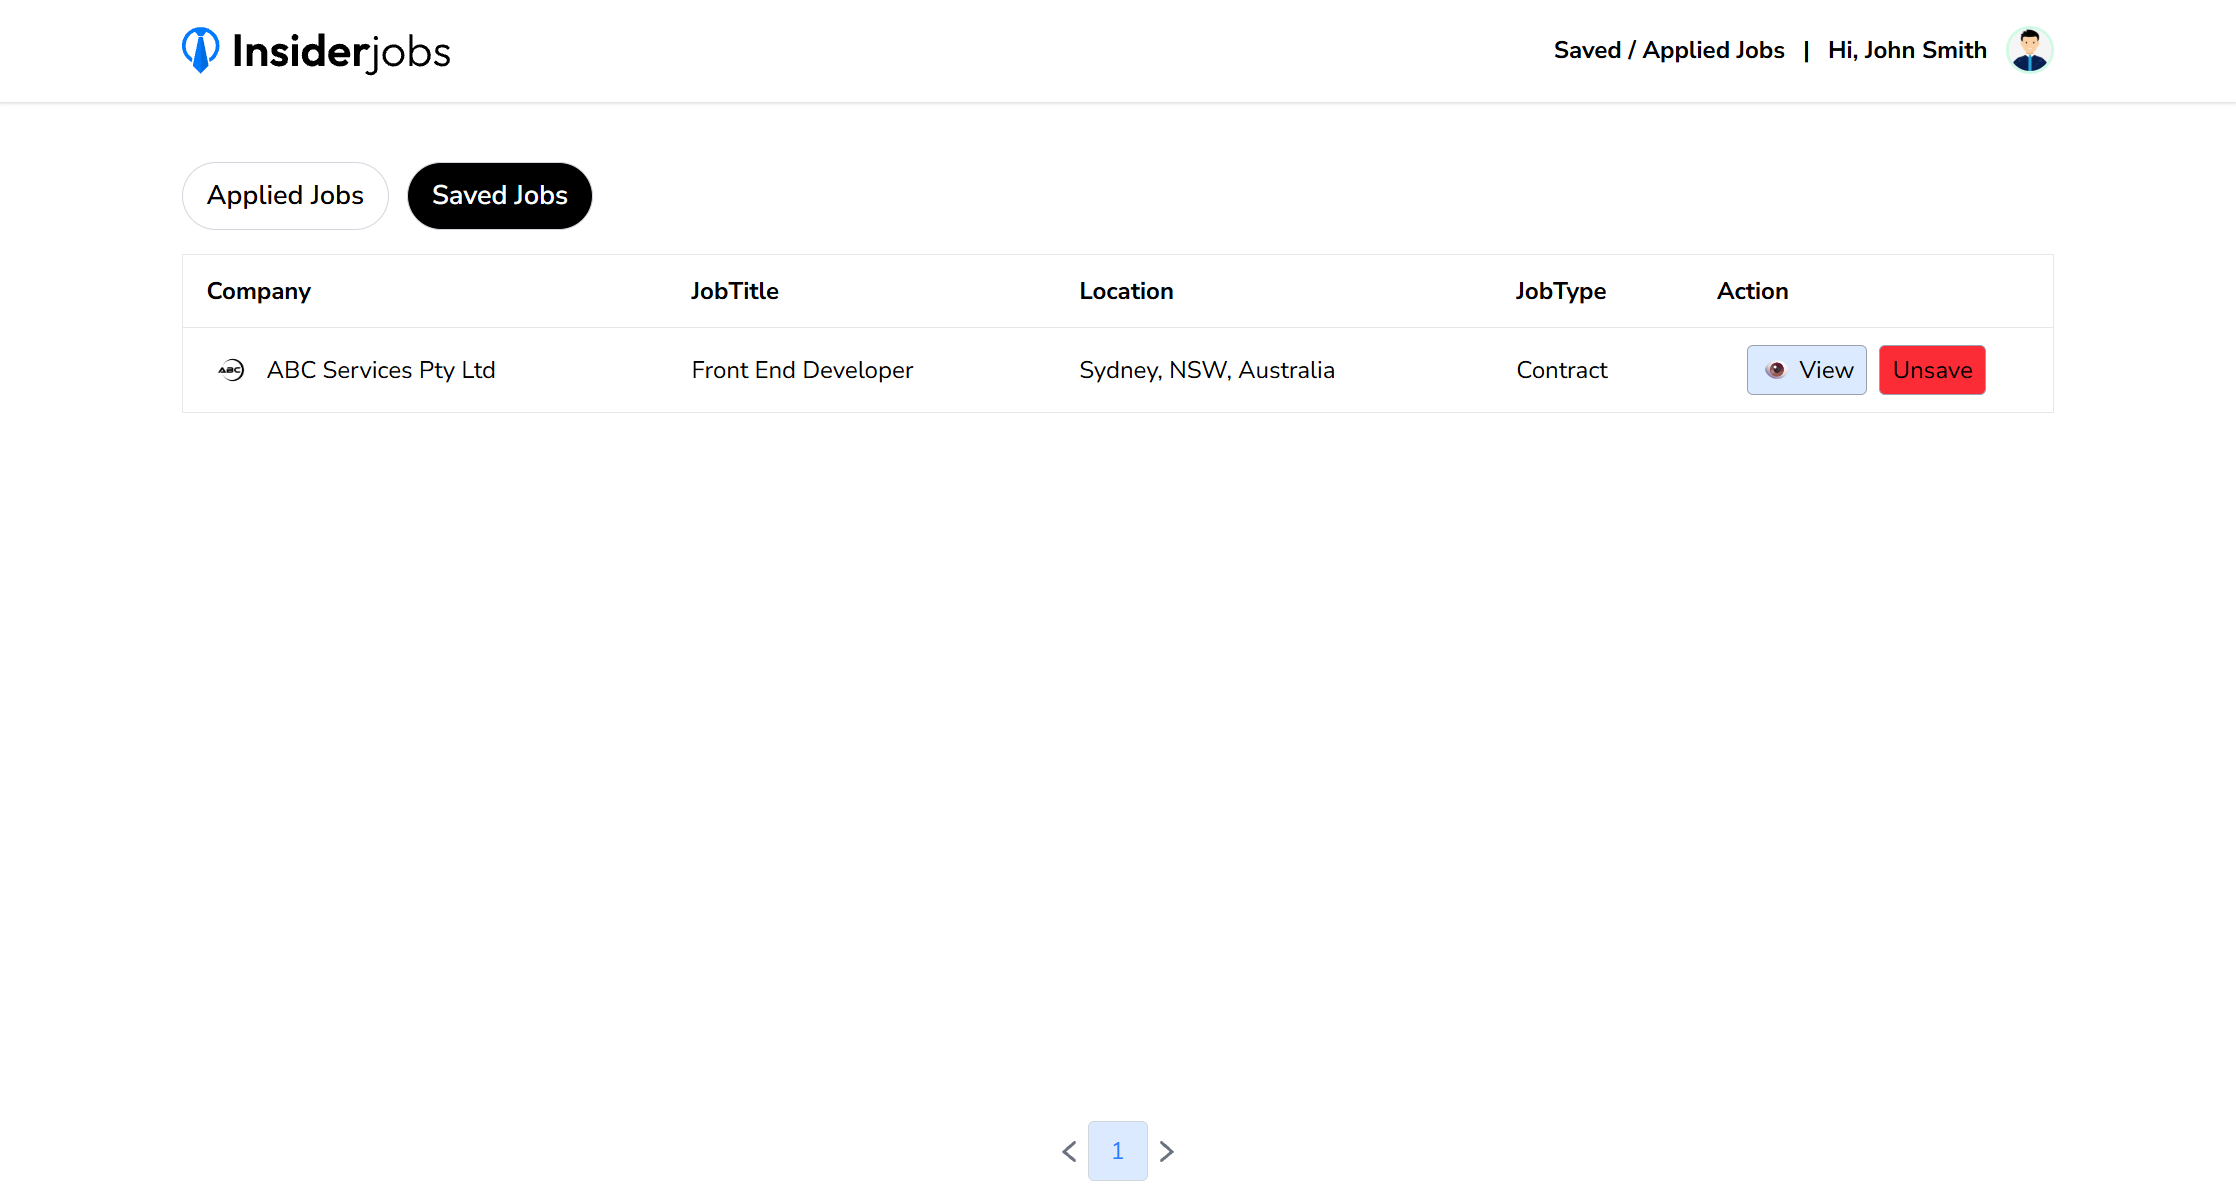 Insiderjobs
Saved / Applied Jobs | Hi, John Smith
Applied Jobs Saved Jobs
Company JobTitle Location JobType Action
ABC ABC Services Pty Ltd Front End Developer Sydney, NSW, Australia Contract View Unsave
< 1 >